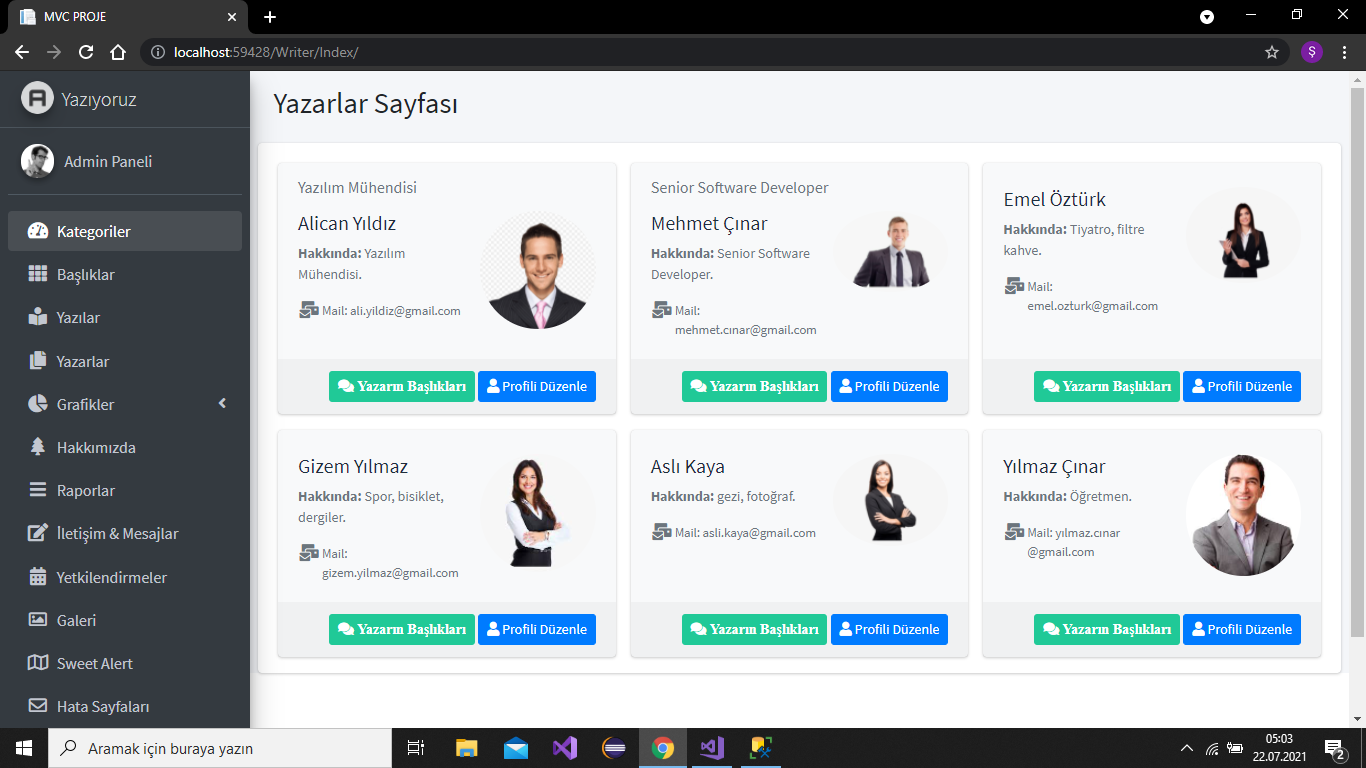 MVC PROJE
localhost:59428/Writer/Index/
Ş
Yazıyoruz
Admin Paneli
Kategoriler
Başlıklar
Yazılar
Yazarlar
Grafikler
Hakkımızda
Raporlar
İletişim & Mesajlar
Yetkilendirmeler
Galeri
Sweet Alert
Hata Sayfaları
Yazarlar Sayfası
Yazılım Mühendisi
Alican Yıldız
Hakkında: Yazılım
Mühendisi.
Mail: ali.yildiz@gmail.com
Yazarın Başlıkları
Profili Düzenle
Senior Software Developer
Mehmet Çınar
Hakkında: Senior Software
Developer.
Mail:
mehmet.cınar@gmail.com
Yazarın Başlıkları
Profili Düzenle
Emel Öztürk
Hakkında: Tiyatro, filtre
kahve.
Mail:
emel.ozturk@gmail.com
Yazarın Başlıkları
Profili Düzenle
Gizem Yılmaz
Hakkında: Spor, bisiklet,
dergiler.
Mail:
gizem.yilmaz@gmail.com
Yazarın Başlıkları
Profili Düzenle
Aslı Kaya
Hakkında: gezi, fotoğraf.
Mail: asli.kaya@gmail.com
Yazarın Başlıkları
Profili Düzenle
Yılmaz Çınar
Hakkında: Öğretmen.
Mail: yılmaz.cınar
@gmail.com
Yazarın Başlıkları
Profili Düzenle
Aramak için buraya yazın
05:03
22.07.2021
2